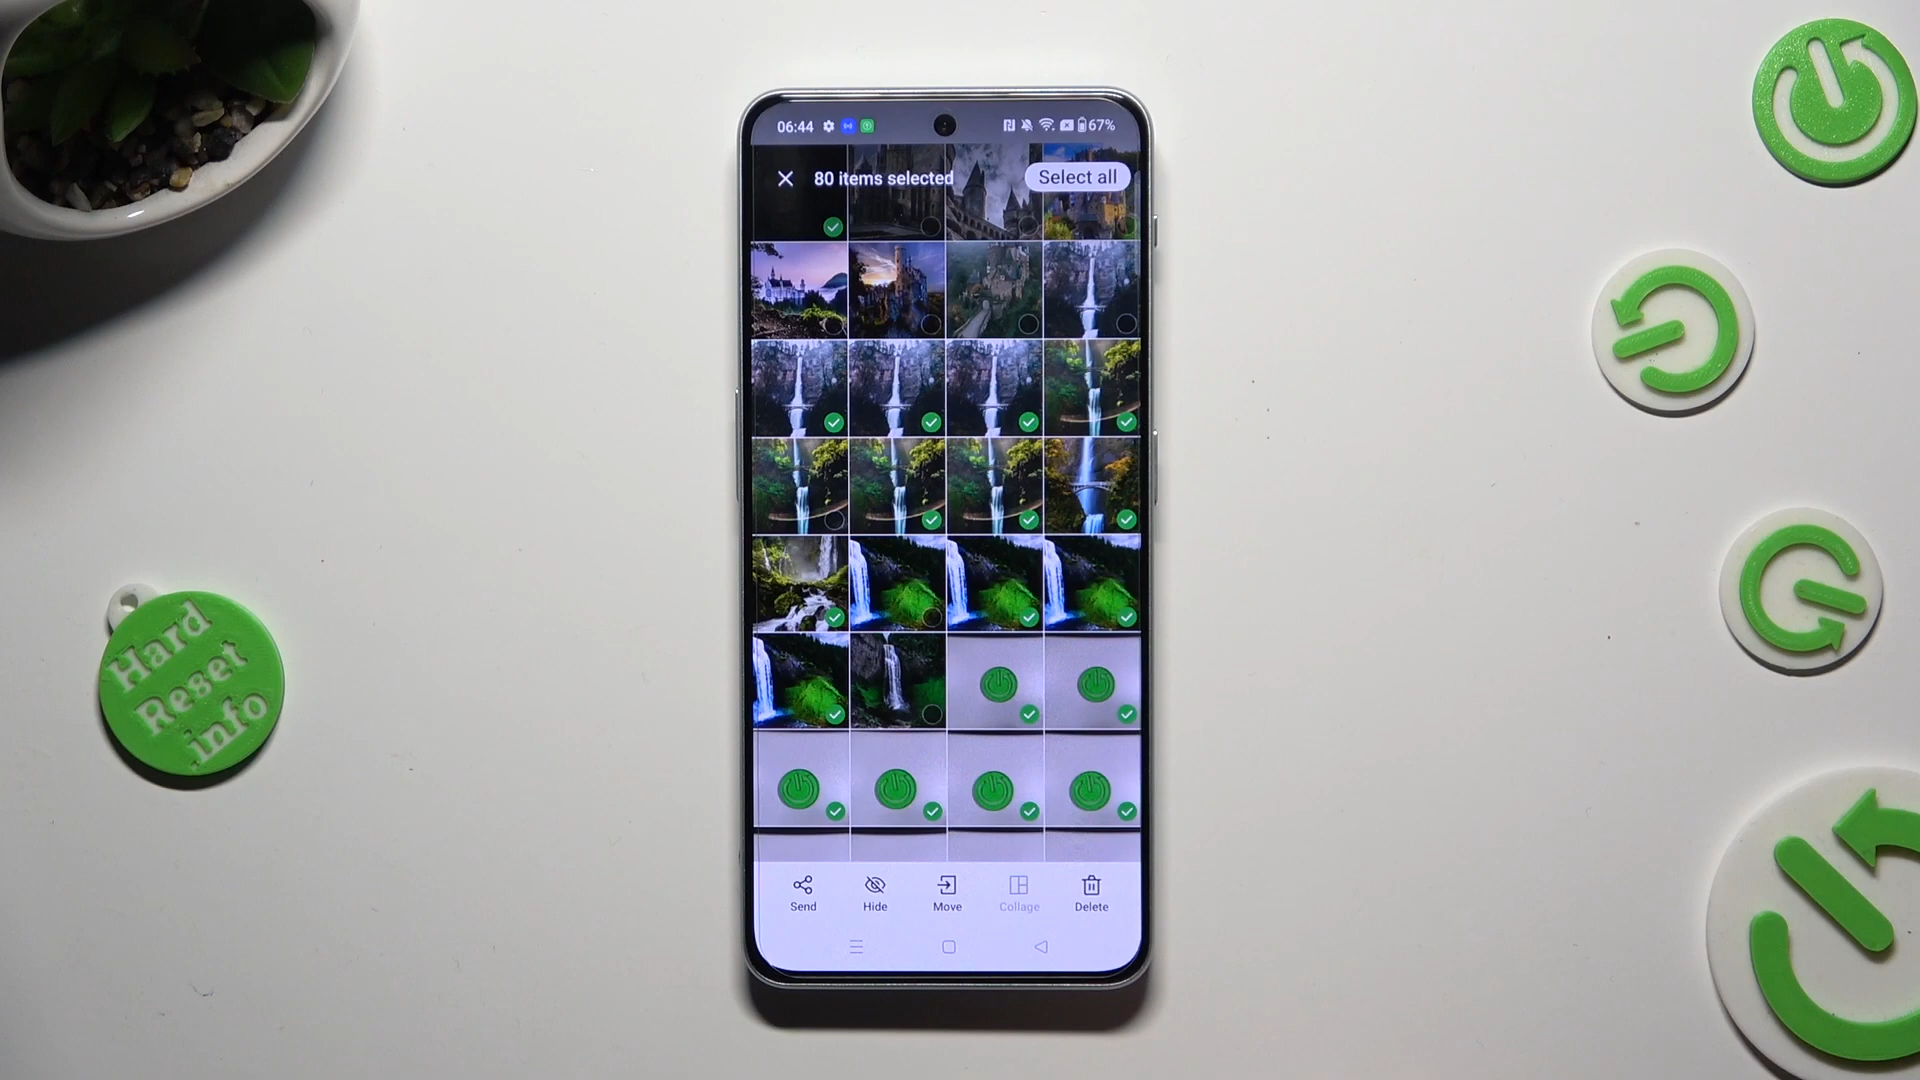 06:44
67%
80 items selected
Select all
Send
Hide
Move
Collage
Delete
Hard
Reset
.info